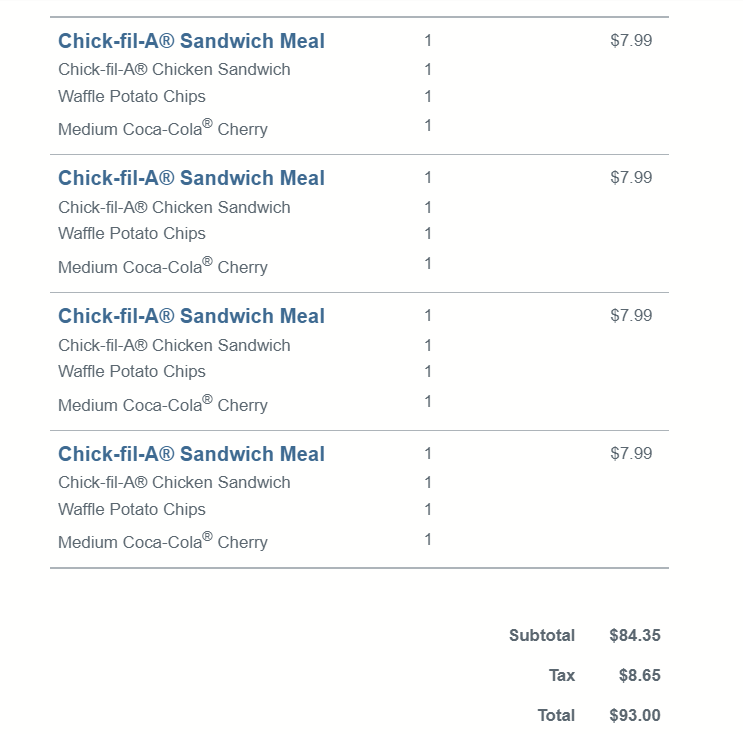 Chick-fil-A® Sandwich Meal 1 $7.99
Chick-fil-A® Chicken Sandwich 1
Waffle Potato Chips 1
Medium Coca-Cola® Cherry 1
Chick-fil-A® Sandwich Meal 1 $7.99
Chick-fil-A® Chicken Sandwich 1
Waffle Potato Chips 1
Medium Coca-Cola® Cherry 1
Chick-fil-A® Sandwich Meal 1 $7.99
Chick-fil-A® Chicken Sandwich 1
Waffle Potato Chips 1
Medium Coca-Cola® Cherry 1
Chick-fil-A® Sandwich Meal 1 $7.99
Chick-fil-A® Chicken Sandwich 1
Waffle Potato Chips 1
Medium Coca-Cola® Cherry 1
Subtotal $84.35
Tax $8.65
Total $93.00